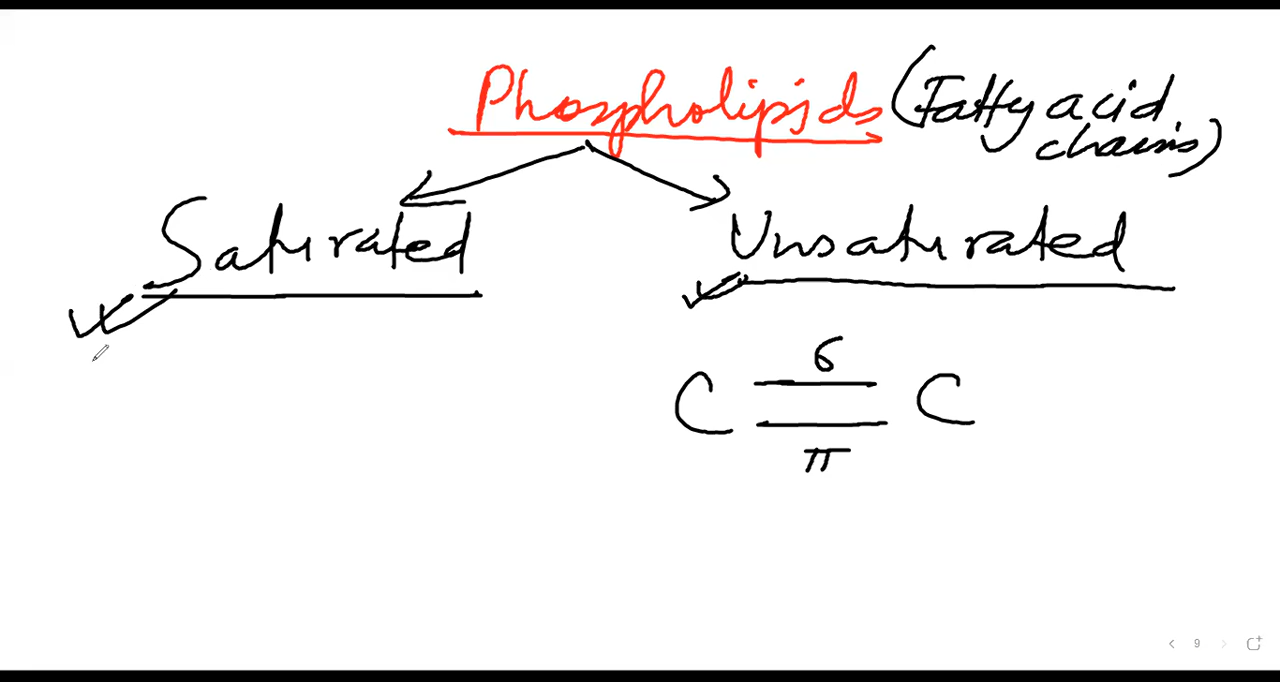 Phospholipids (Fatty acid
chains)
Saturated Unsaturated
σ
C = C
π
9